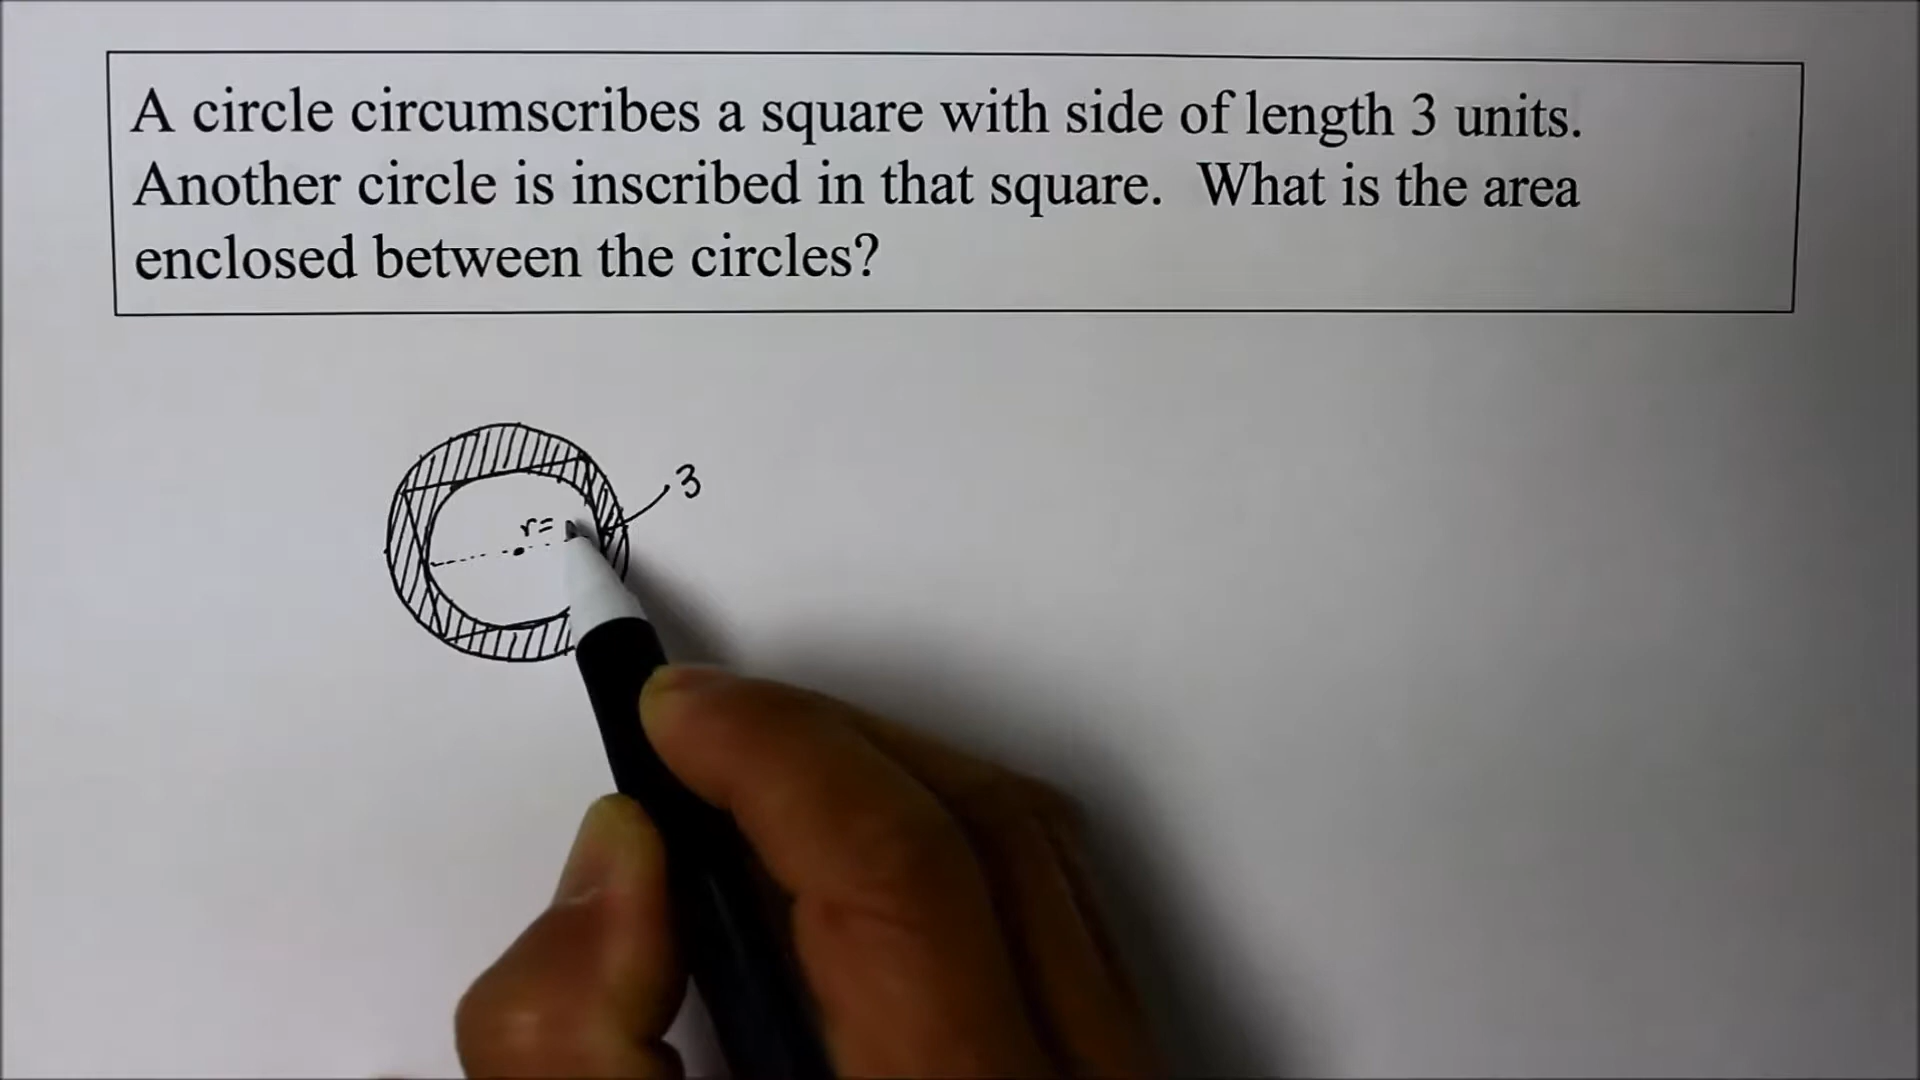 A circle circumscribes a square with side of length 3 units.
Another circle is inscribed in that square. What is the area
enclosed between the circles?
3
r=